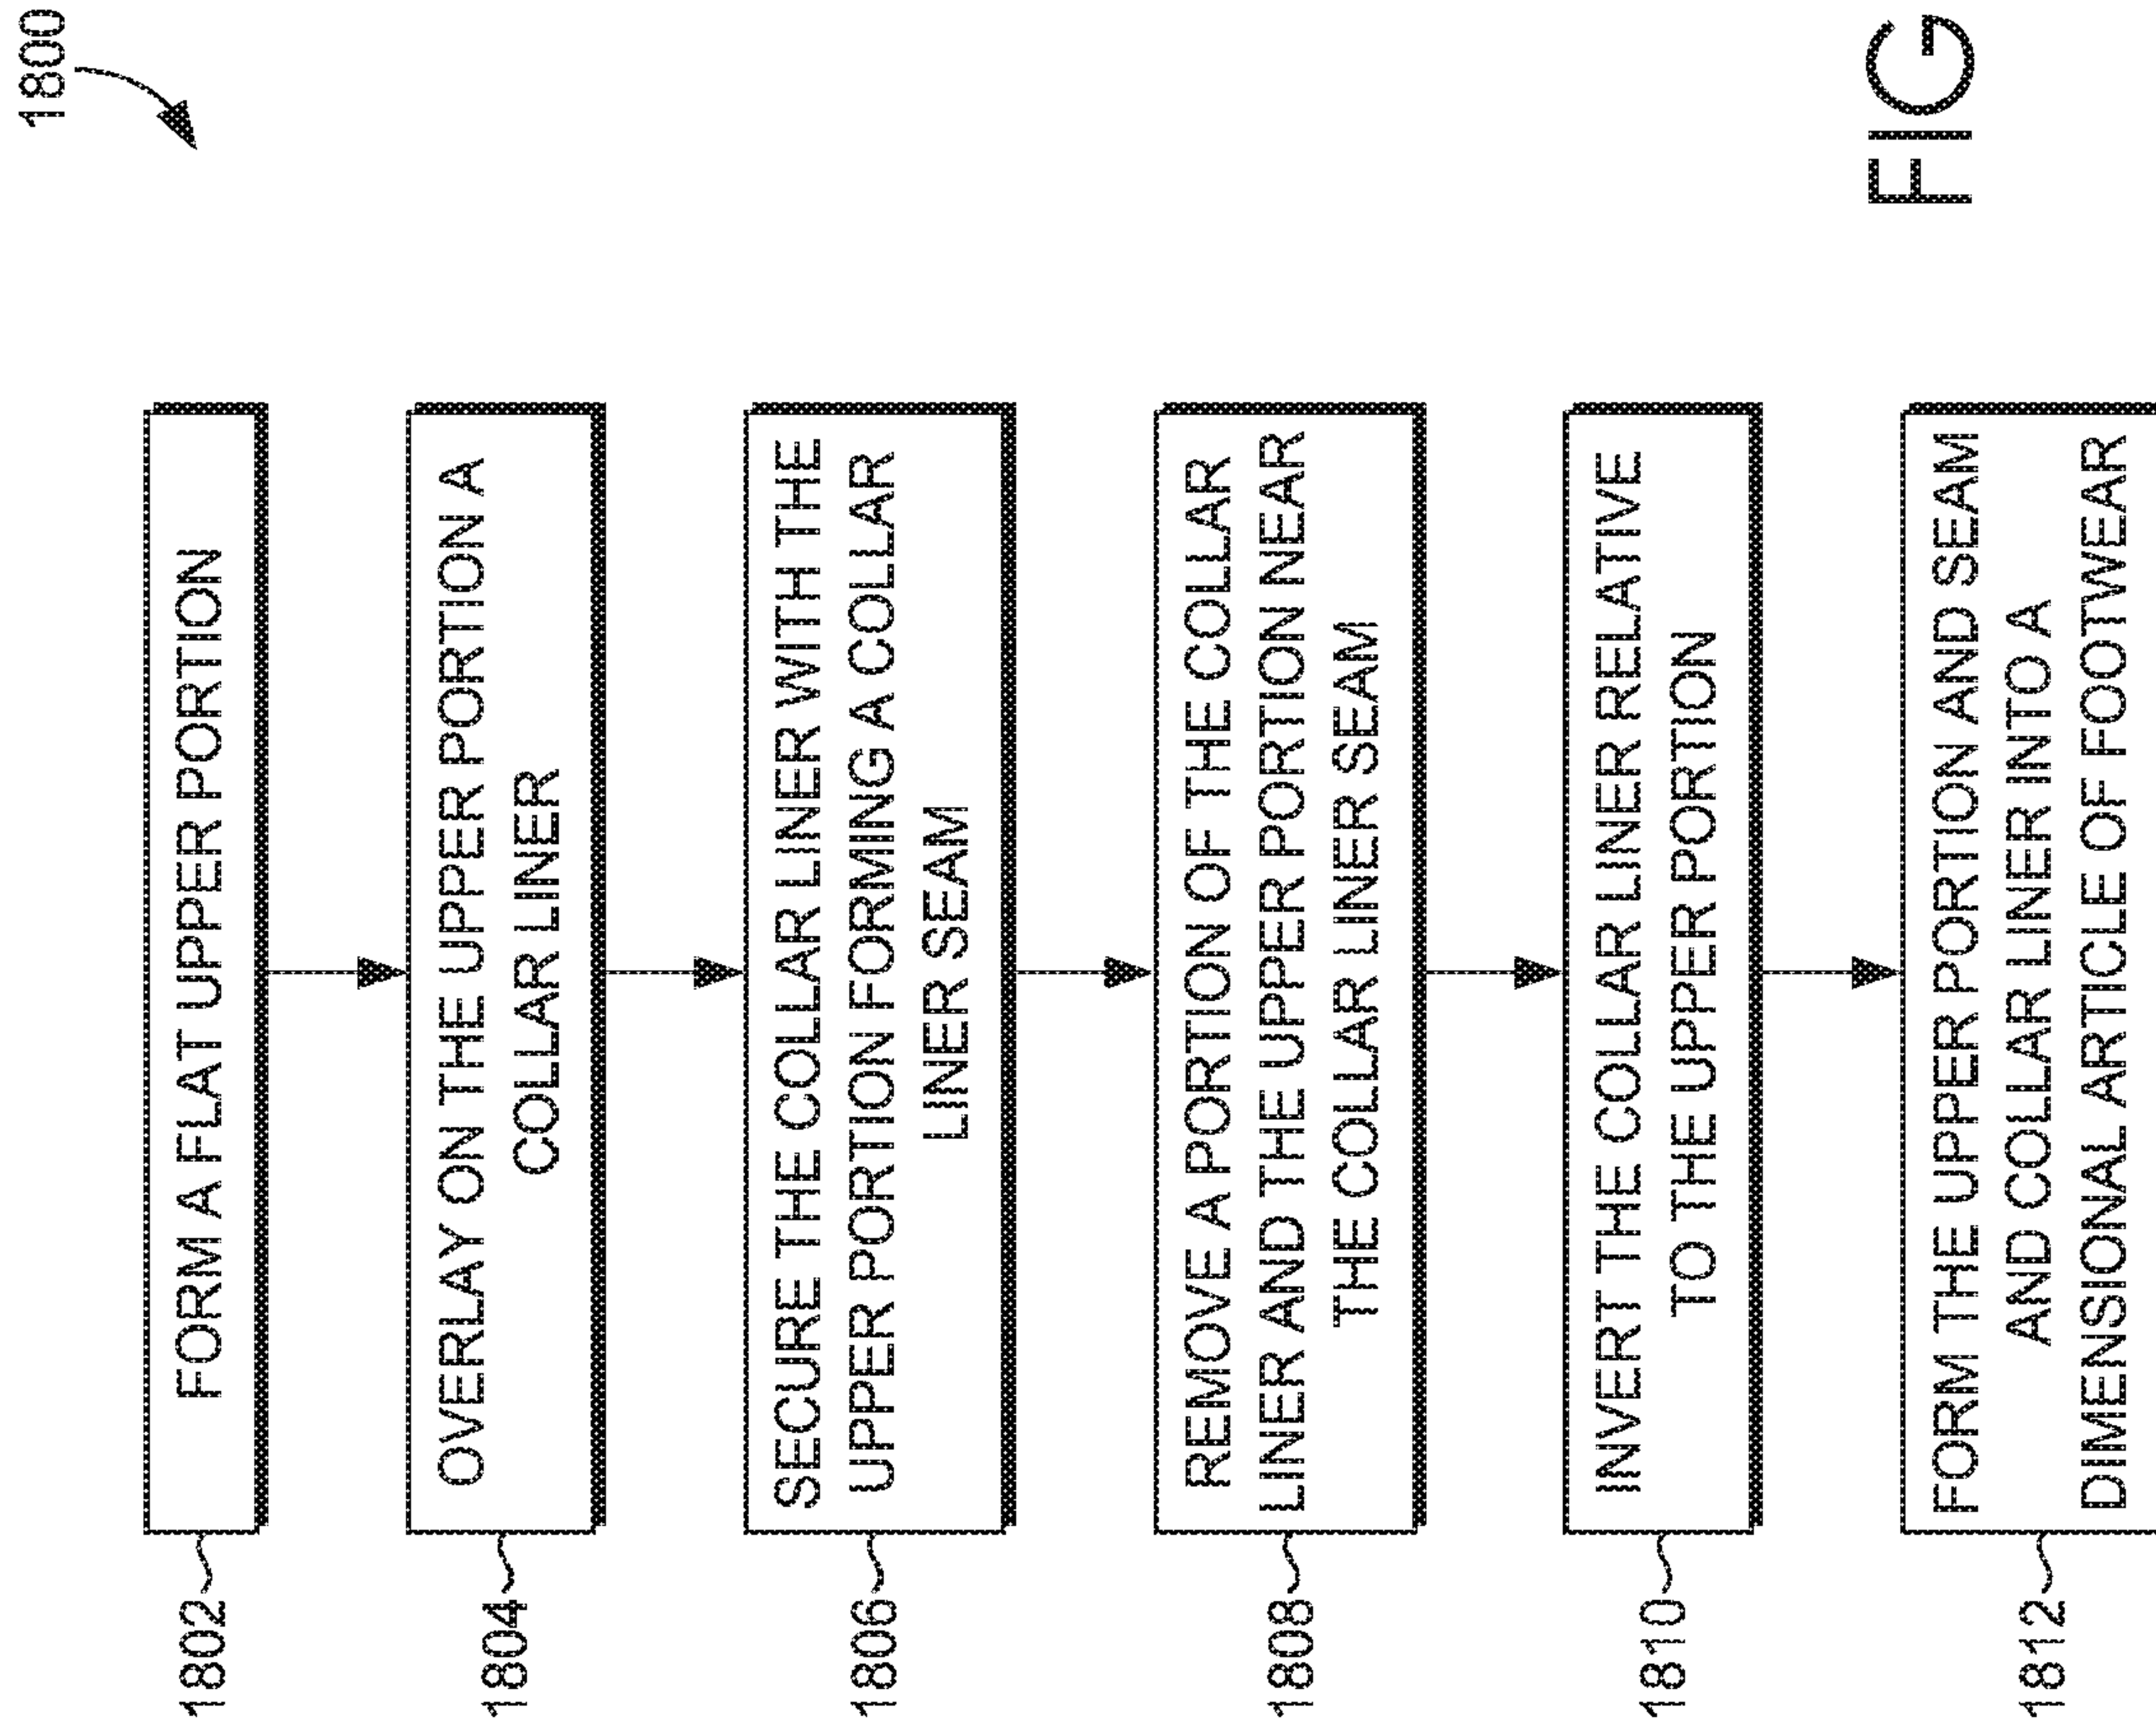 1800
1802
FORM A FLAT UPPER PORTION
1804
OVERLAY ON THE UPPER PORTION A
COLLAR LINER
1806
SECURE THE COLLAR LINER WITH THE
UPPER PORTION FORMING A COLLAR
LINER SEAM
1808
REMOVE A PORTION OF THE COLLAR
LINER AND THE UPPER PORTION NEAR
THE COLLAR LINER SEAM
1810
INVERT THE COLLAR LINER RELATIVE
TO THE UPPER PORTION
1812
FORM THE UPPER PORTION AND SEAM
AND COLLAR LINER INTO A
DIMENSIONAL ARTICLE OF FOOTWEAR
FIG